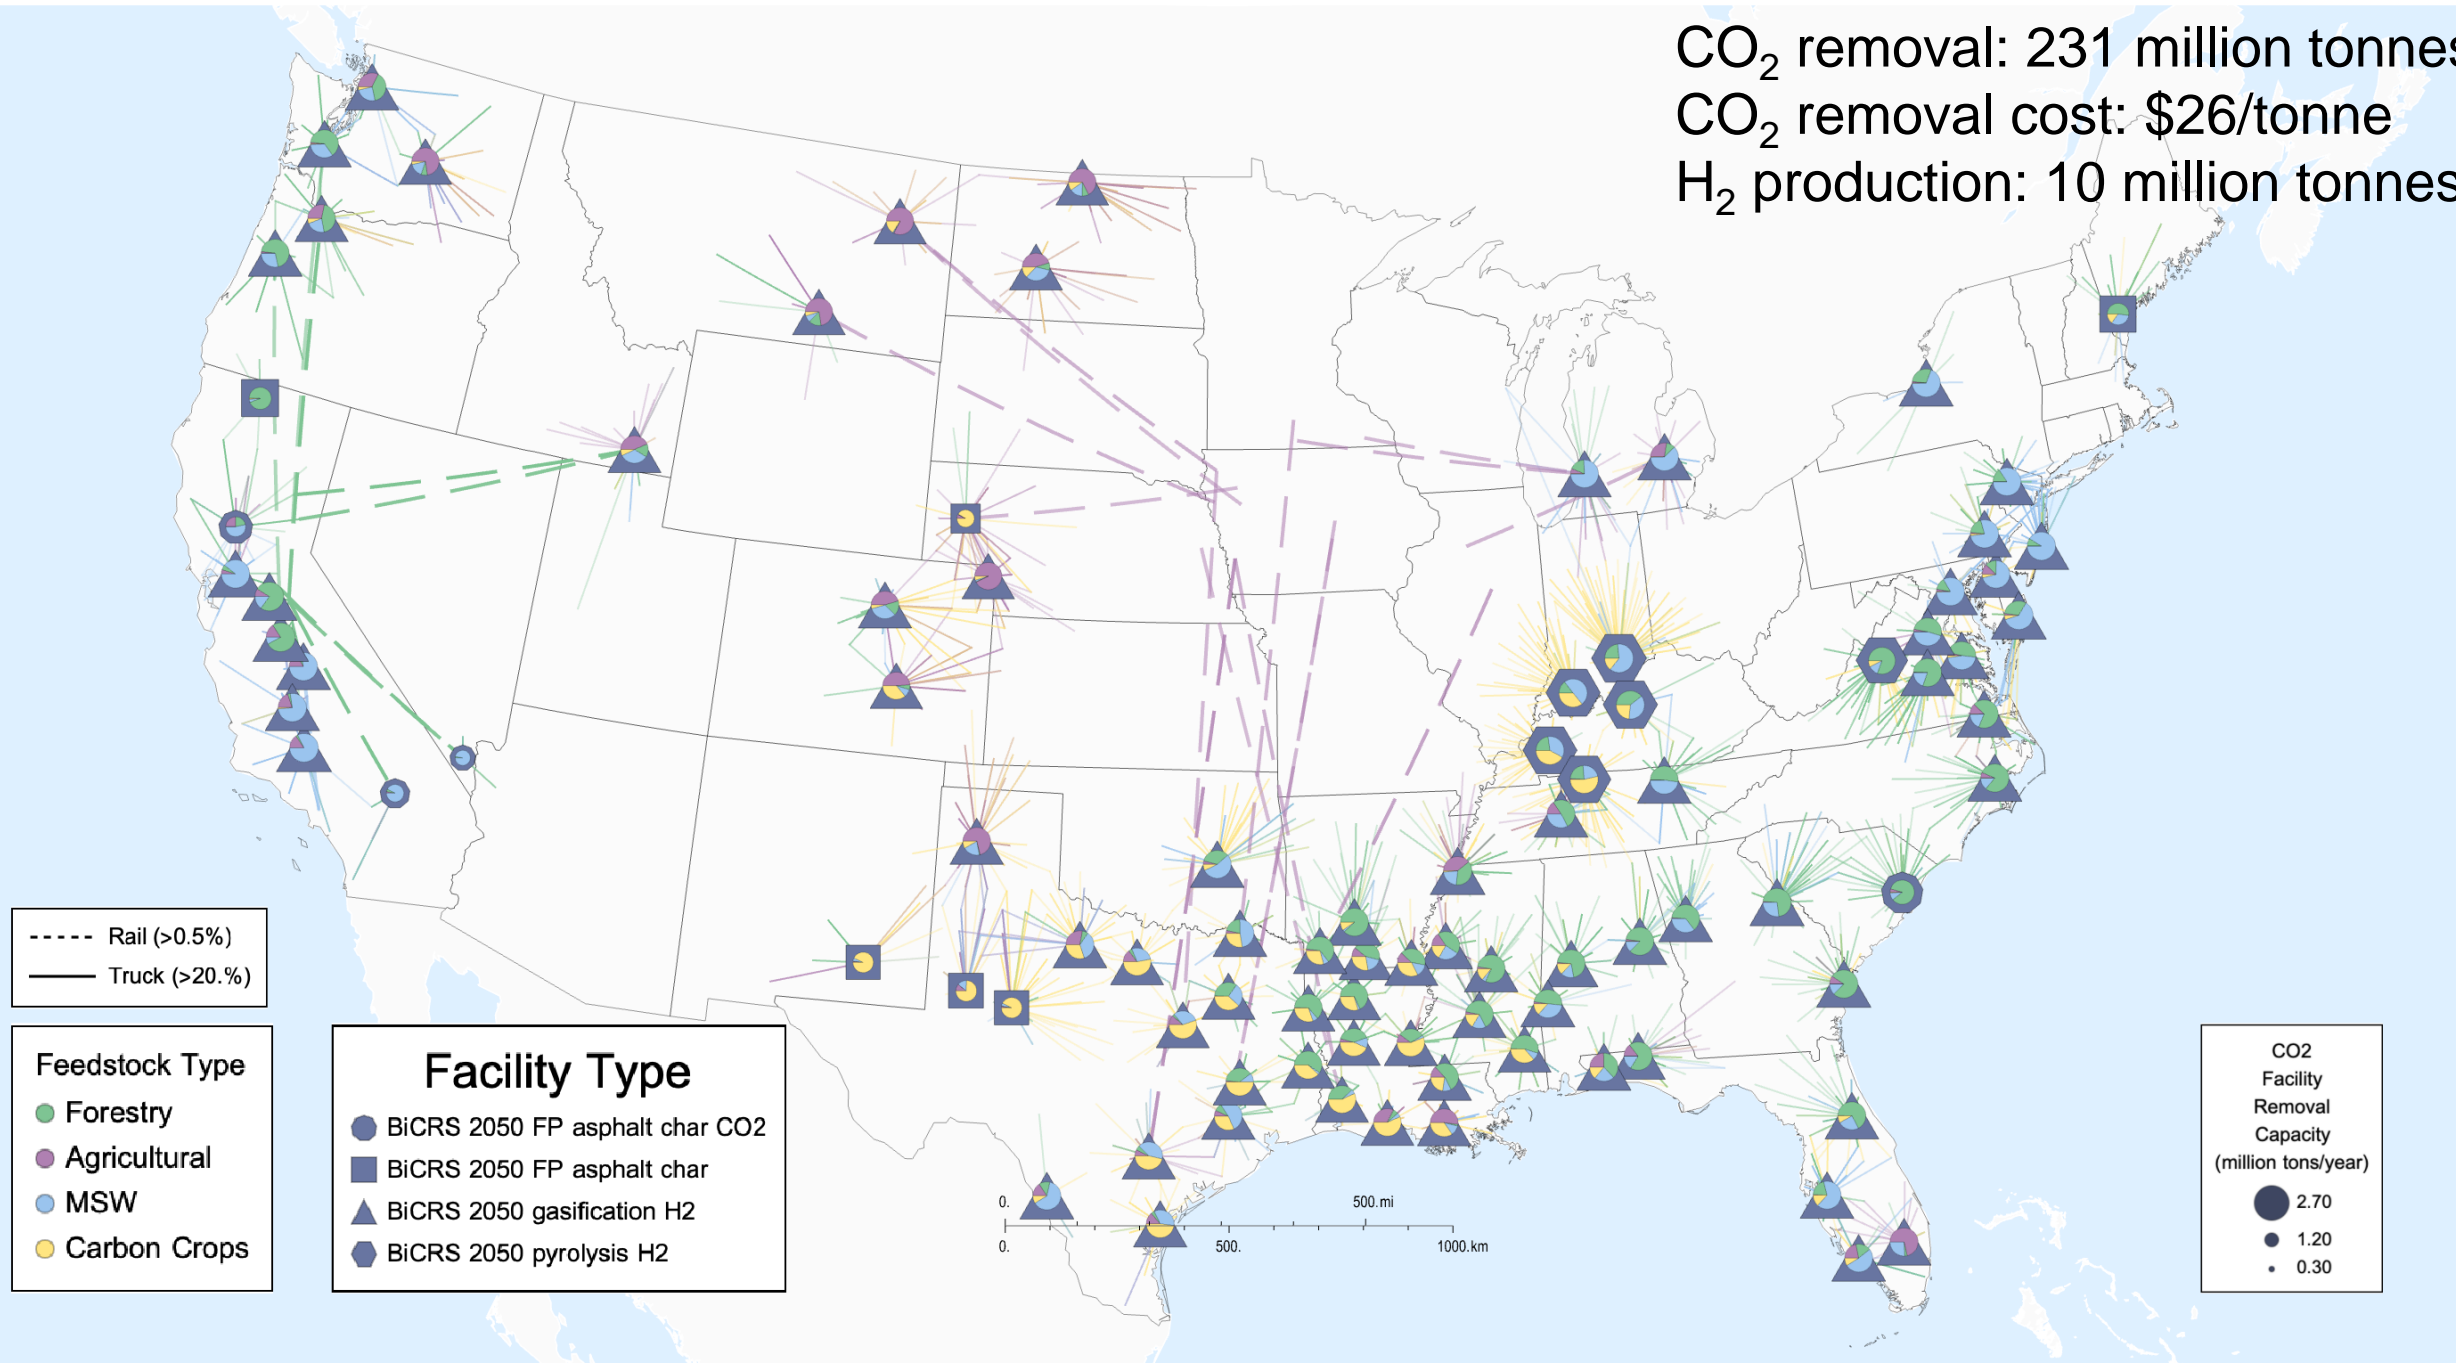 CO2 removal: 231 million tonnes
CO2 removal cost: $26/tonne
H2 production: 10 million tonnes
Rail (>0.5%)
Truck (>20.%)
Feedstock Type
Forestry
Agricultural
MSW
Carbon Crops
Facility Type
BiCRS 2050 FP asphalt char CO2
BiCRS 2050 FP asphalt char
BiCRS 2050 gasification H2
BiCRS 2050 pyrolysis H2
0. 500.mi
0. 500. 1000.km
CO2
Facility
Removal
Capacity
(million tons/year)
2.70
1.20
0.30